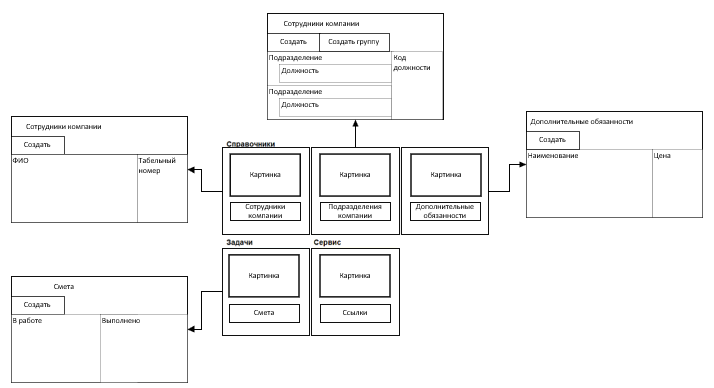 Сотрудники компании
Создать
Создать группу
Подразделение
Код
должности
Должность
Подразделение
Должность
Сотрудники компании
Создать
ФИО
Табельный
номер
Дополнительные обязанности
Создать
Наименование
Цена
Справочники
Картинка
Картинка
Картинка
Сотрудники
компании
Подразделения
компании
Дополнительные
обязанности
Задачи
Сервис
Картинка
Картинка
Смета
Ссылки
Смета
Создать
В работе
Выполнено